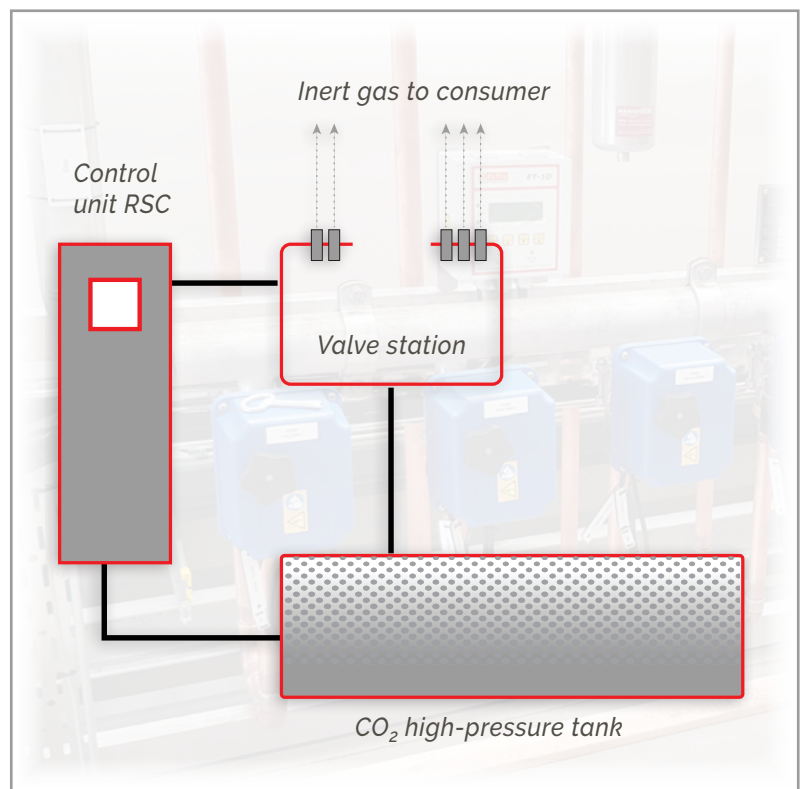 Inert gas to consumer
Control
unit RSC
Valve station
CO₂ high-pressure tank